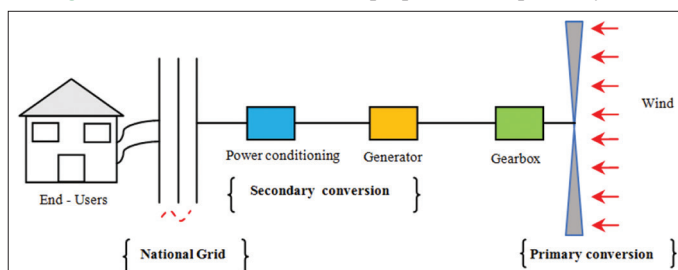 Wind
Power conditioning
Generator
Gearbox
End - Users
{ Secondary conversion }
{ National Grid }
{ Primary conversion }